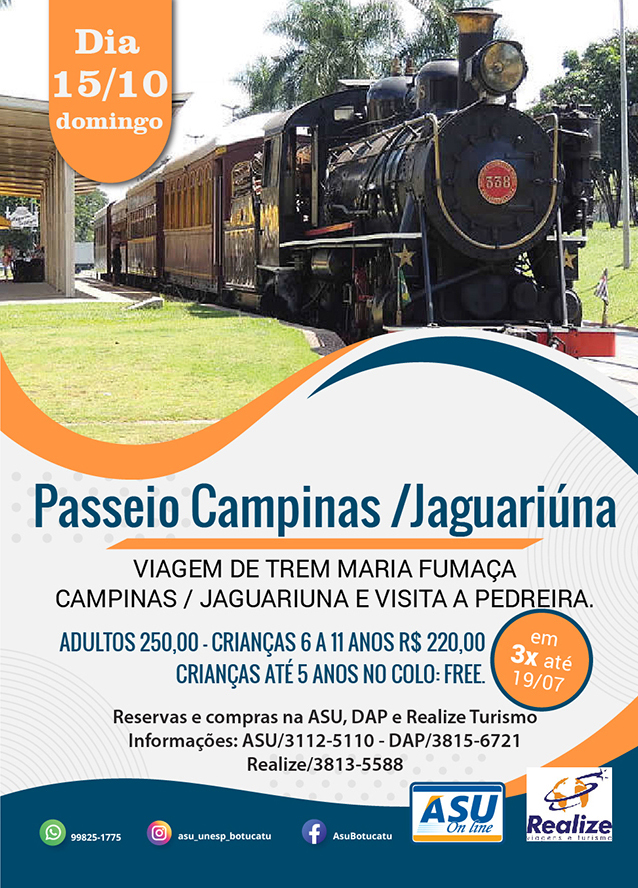 Dia
15/10
domingo
338
Passeio Campinas /Jaguariúna
VIAGEM DE TREM MARIA FUMAÇA
CAMPINAS / JAGUARIUNA E VISITA A PEDREIRA.
ADULTOS 250,00 - CRIANÇAS 6 A 11 ANOS R$ 220,00
CRIANÇAS ATÉ 5 ANOS NO COLO: FREE.
em
3x até
19/07
Reservas e compras na ASU, DAP e Realize Turismo
Informações: ASU/3112-5110 - DAP/3815-6721
Realize/3813-5588
99825-1775
asu_unesp_botucatu
AsuBotucatu
ASU
On line
Realize
viagens e turismo